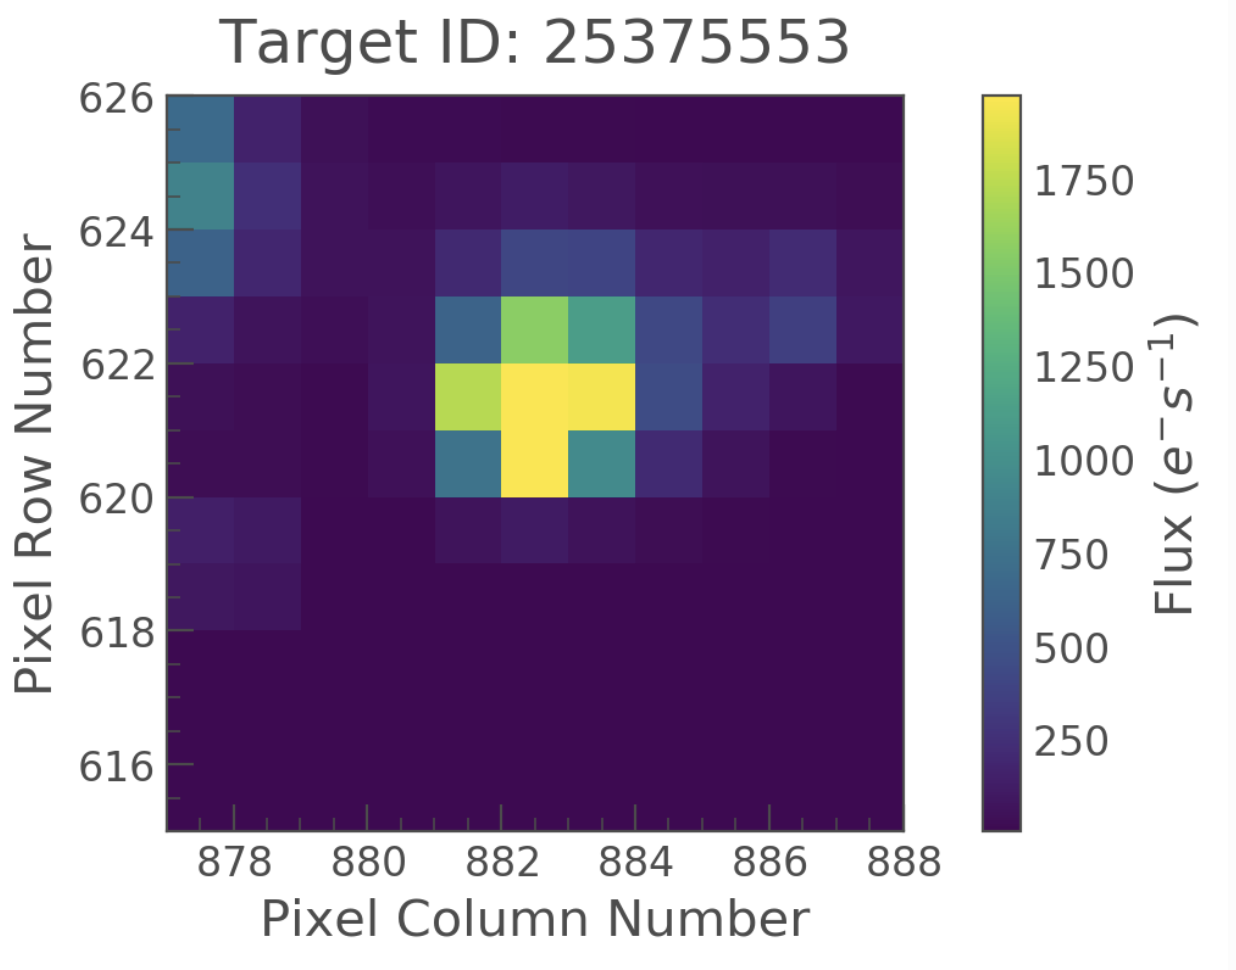 Target ID: 25375553
626
624
622
620
618
616
Pixel Row Number
878 880 882 884 886 888
Pixel Column Number
1750
1500
1250
1000
750
500
250
Flux (e⁻s⁻¹)